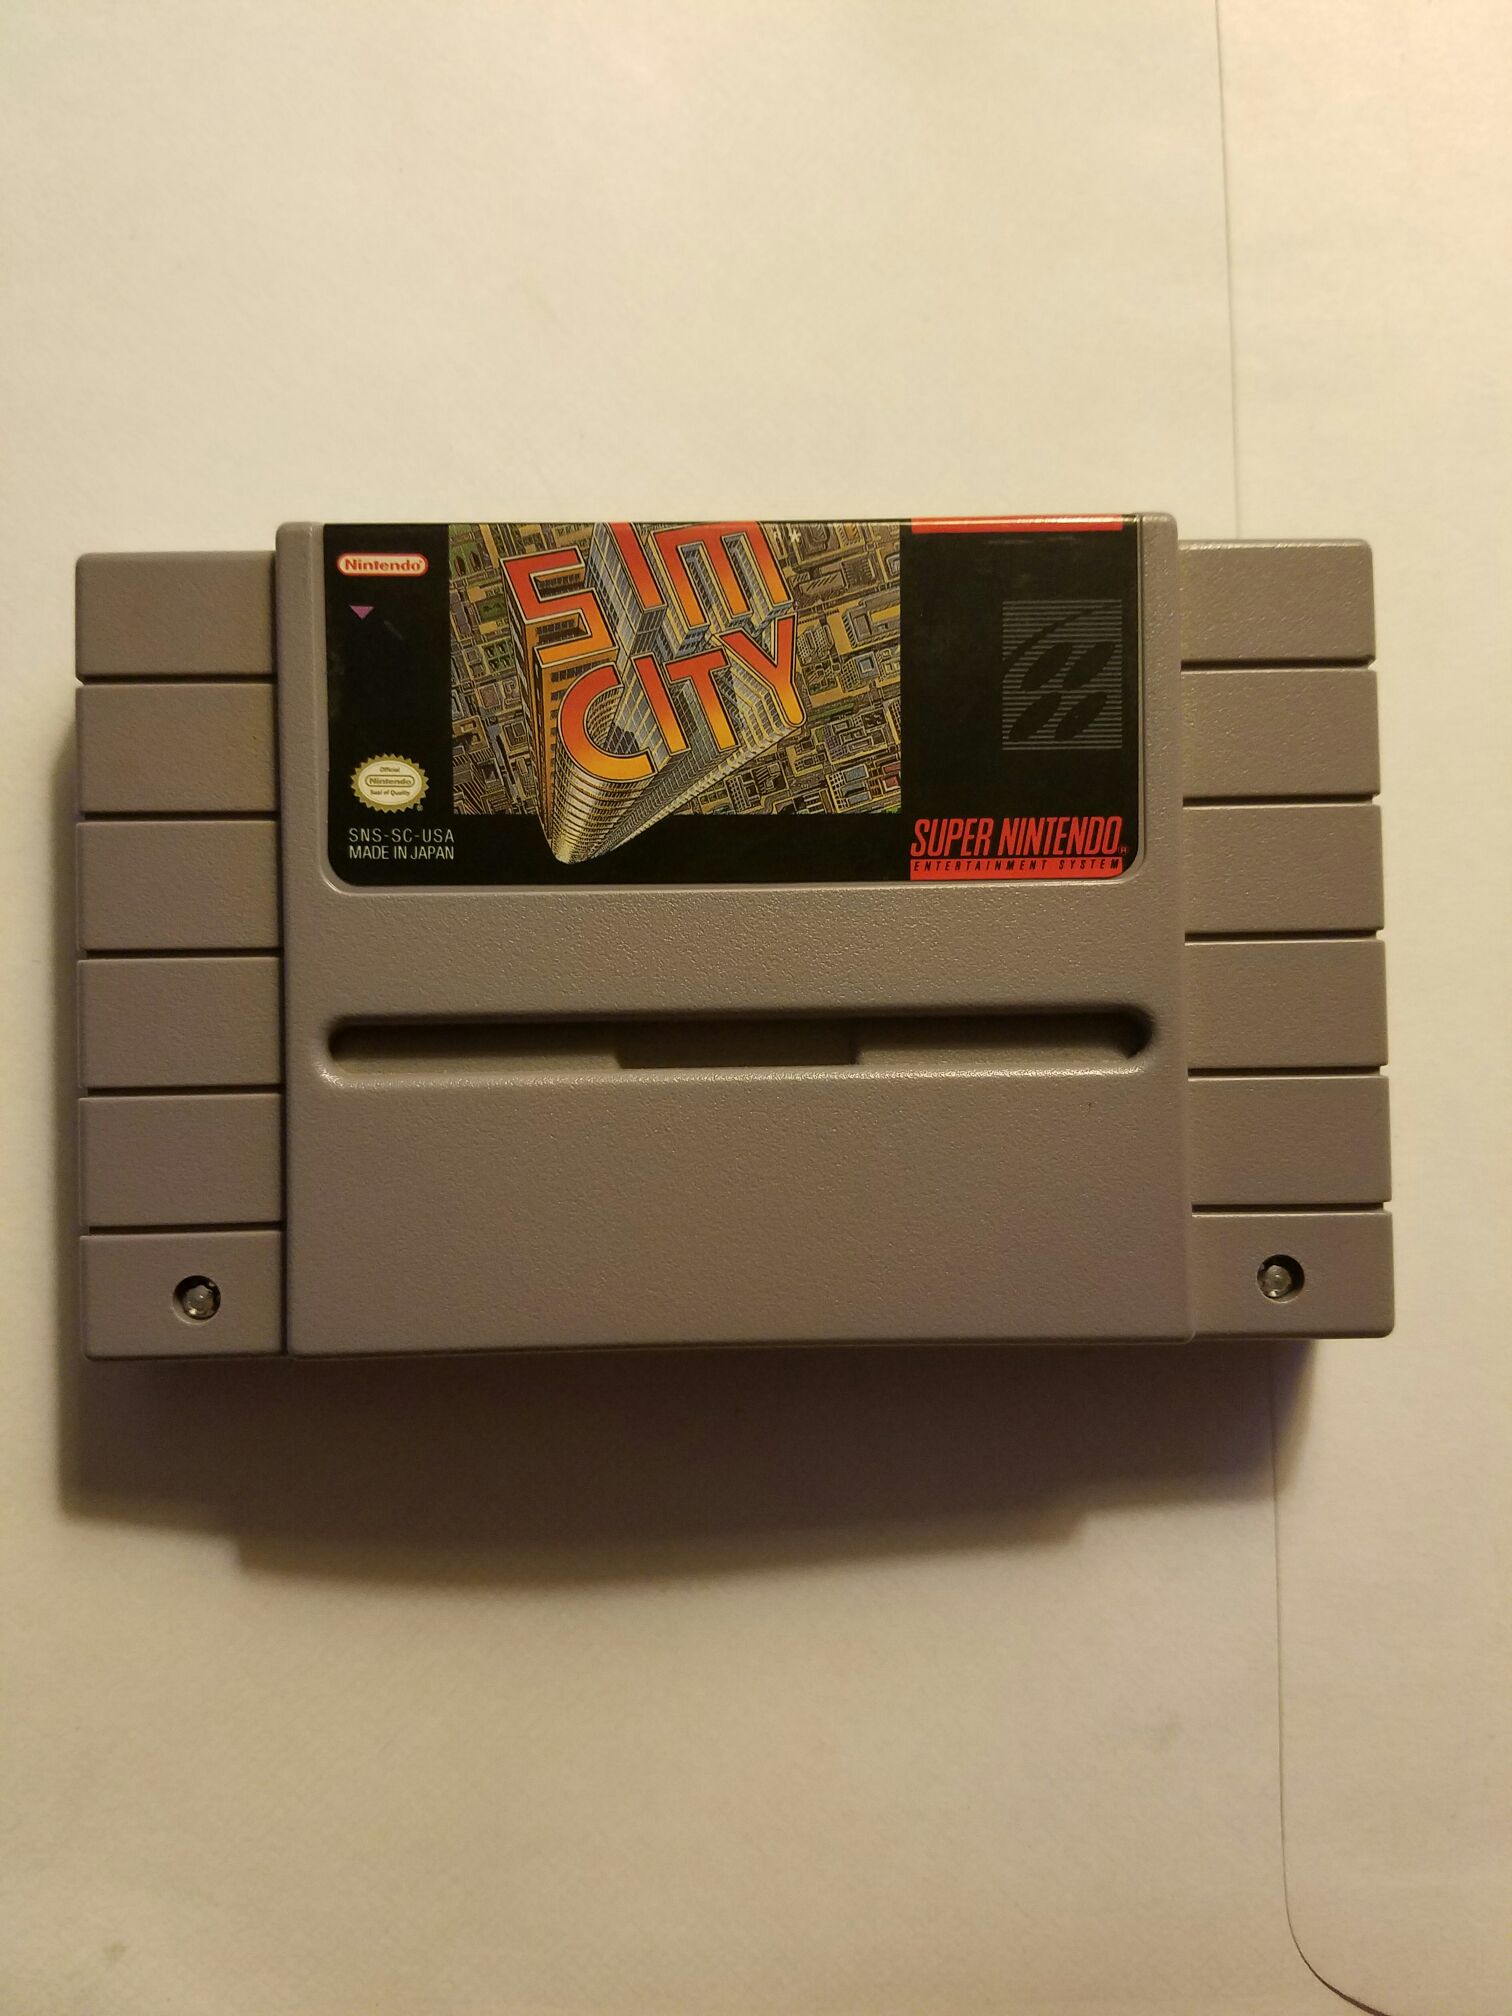 Nintendo®
SIM
CITY
Official
Nintendo
Seal of Quality
®
SNS-SC-USA
MADE IN JAPAN
SUPER NINTENDO®
ENTERTAINMENT SYSTEM